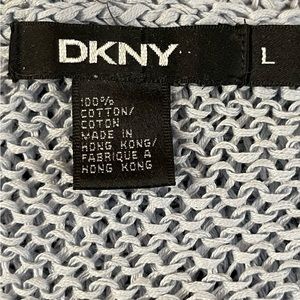 DKNY
L
100%
COTTON/
COTON
MADE IN
HONG KONG/
FABRIQUE A
HONG KONG